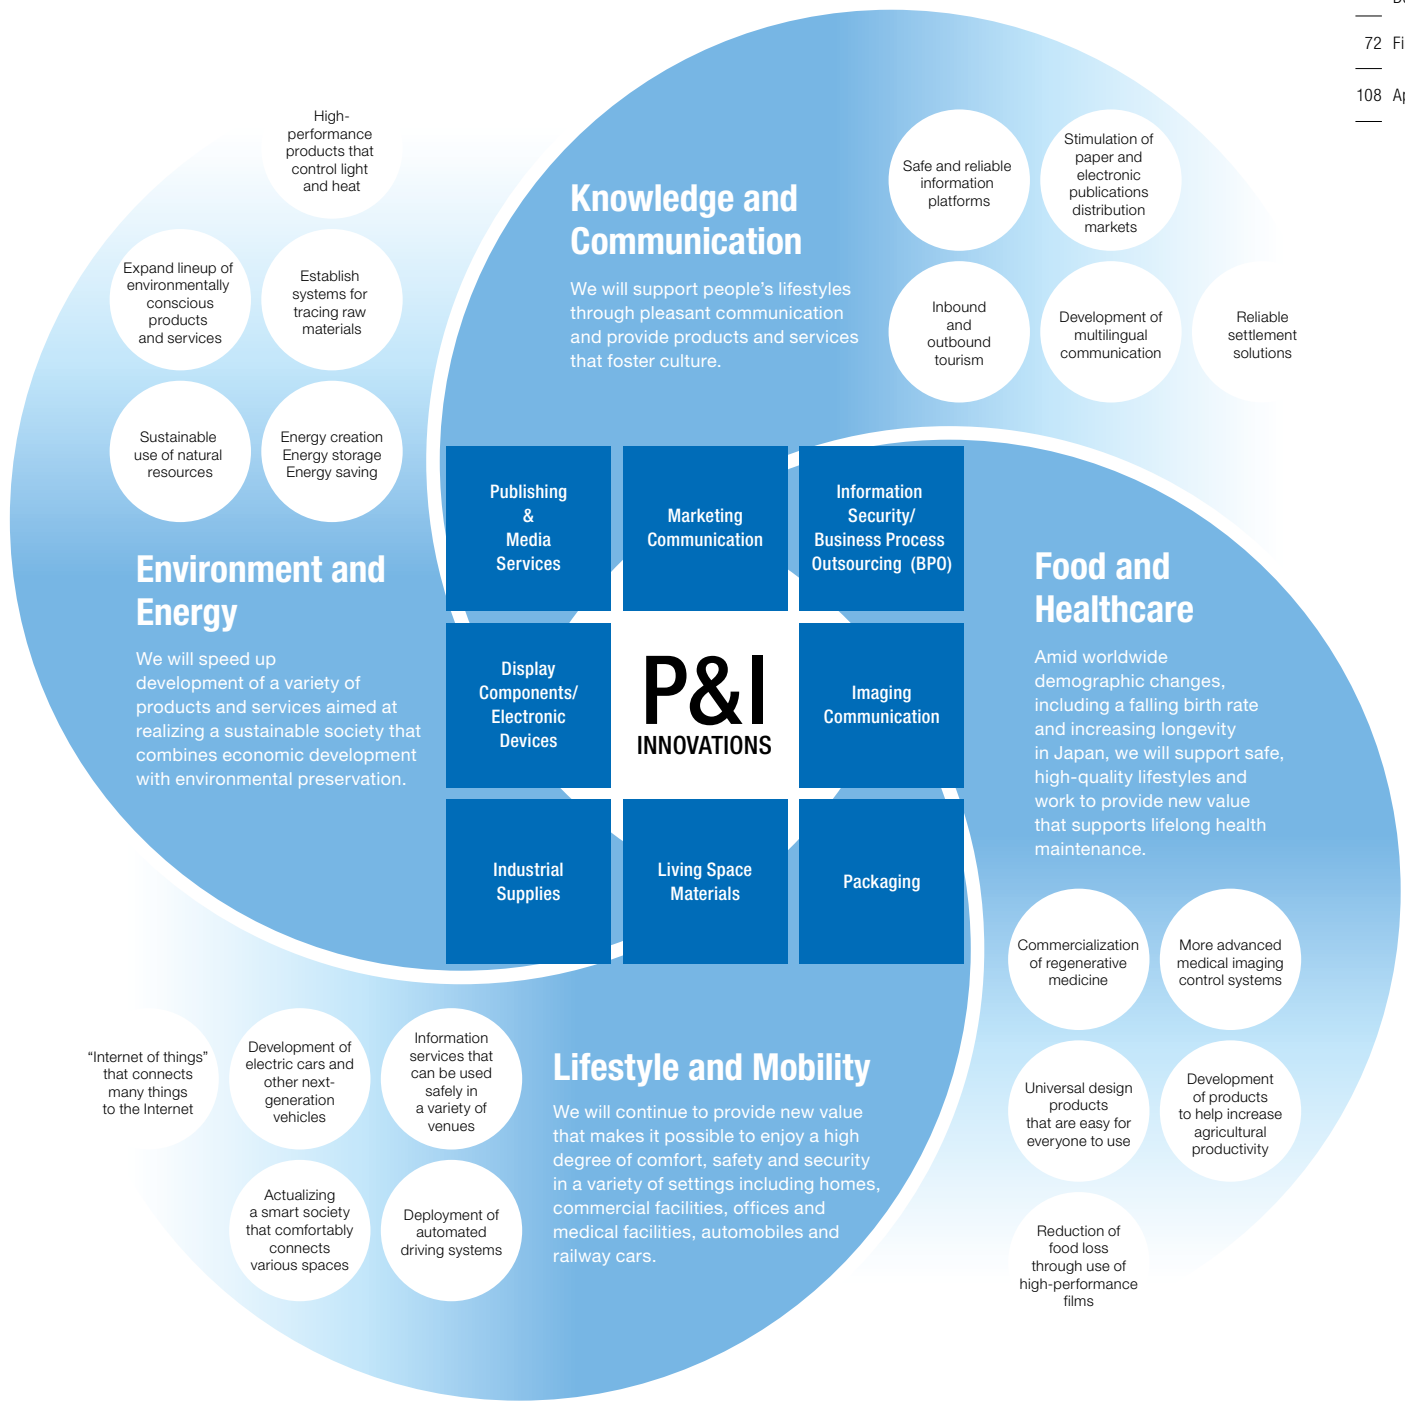 72 Fi
108 Ap
High-
performance
products that
control light
and heat
Expand lineup of
environmentally
conscious
products
and services
Establish
systems for
tracing raw
materials
Sustainable
use of natural
resources
Energy creation
Energy storage
Energy saving
Environment and
Energy
We will speed up
development of a variety of
products and services aimed at
realizing a sustainable society that
combines economic development
with environmental preservation.
Knowledge and
Communication
We will support people's lifestyles
through pleasant communication
and provide products and services
that foster culture.
Safe and reliable
information
platforms
Stimulation of
paper and
electronic
publications
distribution
markets
Inbound
and
outbound
tourism
Development of
multilingual
communication
Reliable
settlement
solutions
Publishing
&
Media
Services
Marketing
Communication
Information
Security/
Business Process
Outsourcing (BPO)
Display
Components/
Electronic
Devices
P&I
INNOVATIONS
Imaging
Communication
Industrial
Supplies
Living Space
Materials
Packaging
Food and
Healthcare
Amid worldwide
demographic changes,
including a falling birth rate
and increasing longevity
in Japan, we will support safe,
high-quality lifestyles and
work to provide new value
that supports lifelong health
maintenance.
Commercialization
of regenerative
medicine
More advanced
medical imaging
control systems
Universal design
products
that are easy for
everyone to use
Development
of products
to help increase
agricultural
productivity
Reduction of
food loss
through use of
high-performance
films
"Internet of things"
that connects
many things
to the Internet
Development of
electric cars and
other next-
generation
vehicles
Information
services that
can be used
safely in
a variety of
venues
Actualizing
a smart society
that comfortably
connects
various spaces
Deployment of
automated
driving systems
Lifestyle and Mobility
We will continue to provide new value
that makes it possible to enjoy a high
degree of comfort, safety and security
in a variety of settings including homes,
commercial facilities, offices and
medical facilities, automobiles and
railway cars.